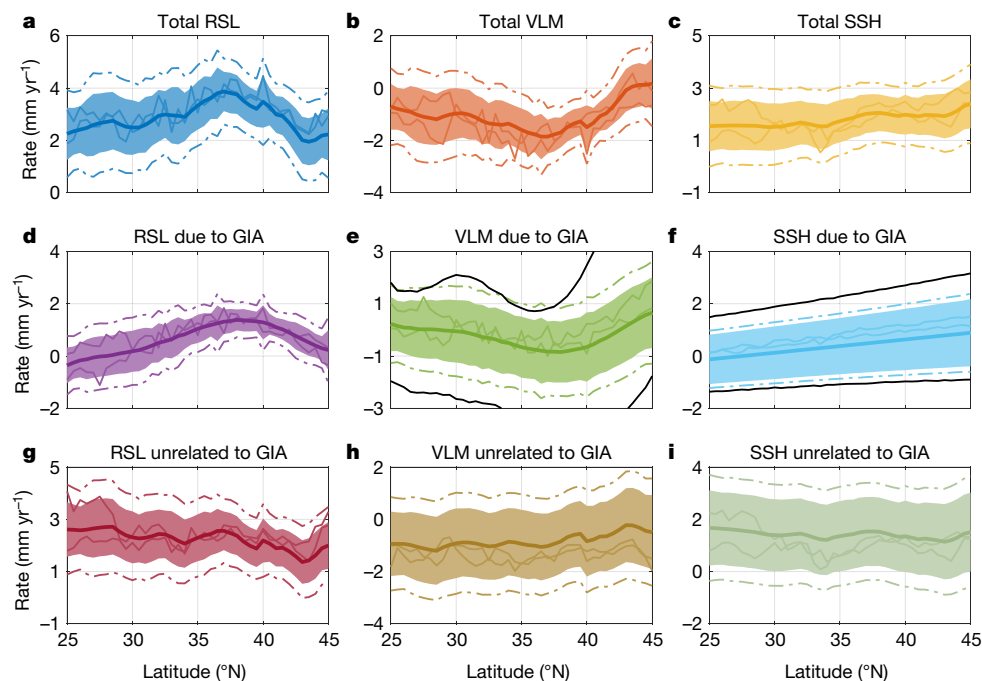 a Total RSL
b Total VLM
c Total SSH
Rate (mm yr⁻¹)
6
4
2
0
2
0
−2
−4
5
3
1
−1
d RSL due to GIA
e VLM due to GIA
f SSH due to GIA
Rate (mm yr⁻¹)
4
2
0
−2
3
1
−1
−3
4
2
0
−2
g RSL unrelated to GIA
h VLM unrelated to GIA
i SSH unrelated to GIA
Rate (mm yr⁻¹)
5
3
1
−1
2
0
−2
−4
4
2
0
−2
25 30 35 40 45
25 30 35 40 45
25 30 35 40 45
Latitude (°N)
Latitude (°N)
Latitude (°N)